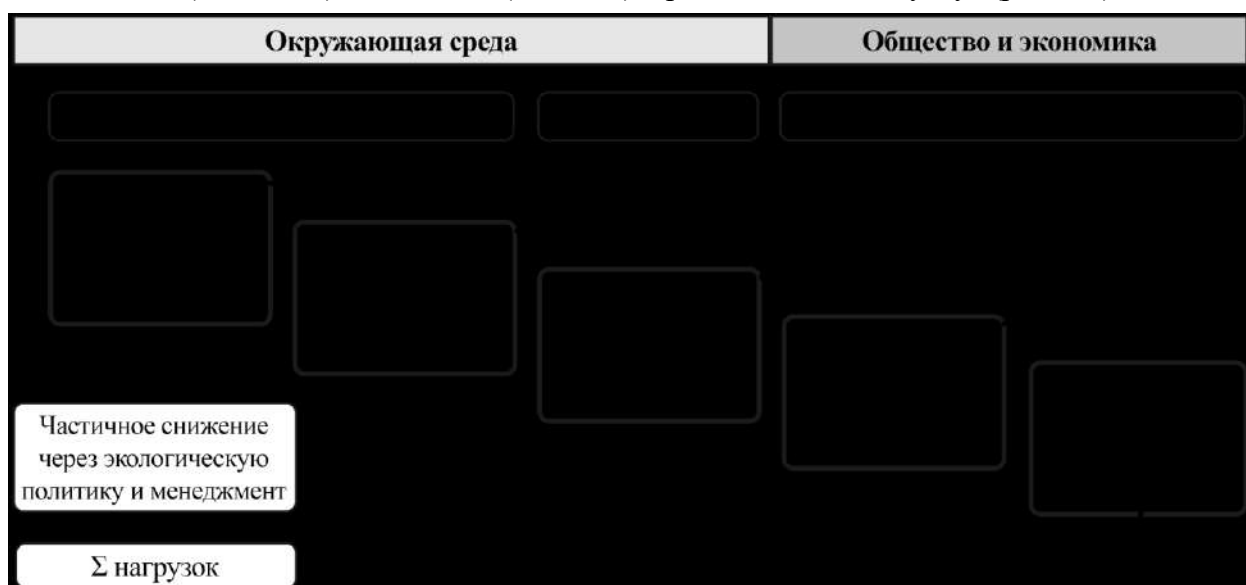 Окружающая среда
Общество и экономика
Частичное снижение
через экологическую
политику и менеджмент
Σ нагрузок